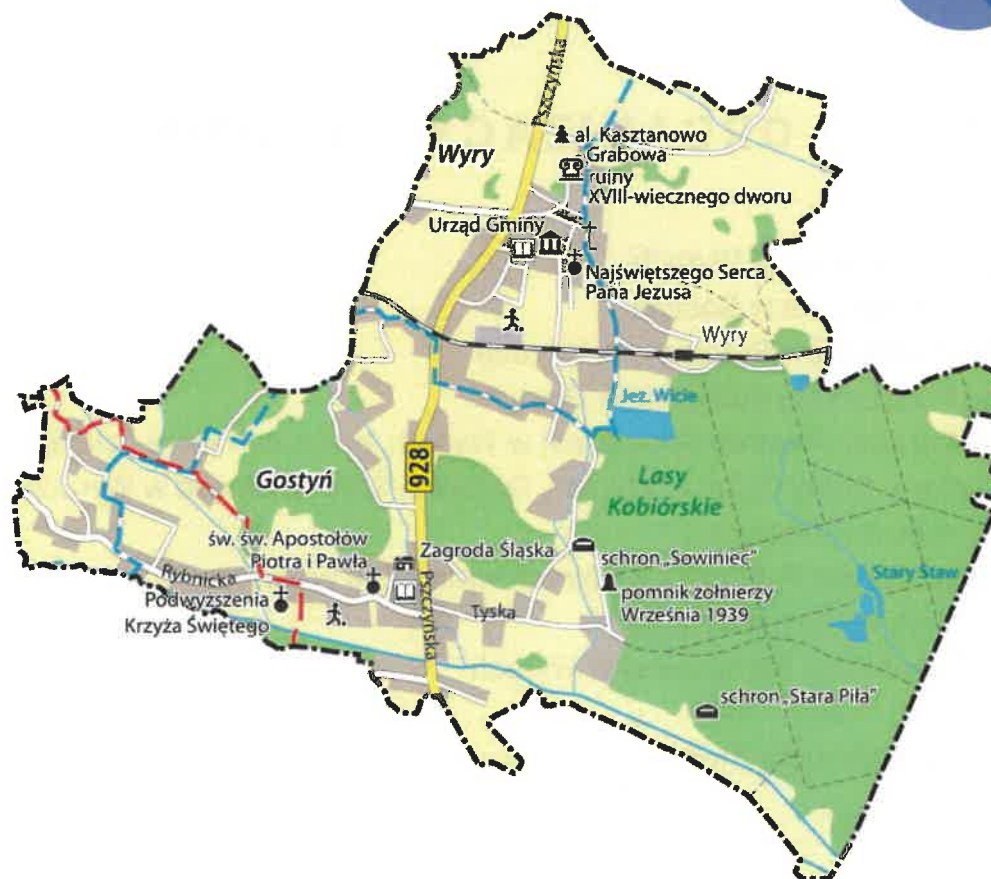 Pszczyńska
al. Kasztanowo
Grabowa
Wyry
ruiny
XVIII-wiecznego dworu
Urząd Gminy
Najświętszego Serca
Pana Jezusa
Wyry
Jez. Wicie
928
Gostyń
Lasy
Kobiórskie
św. św. Apostołów
Piotra i Pawła
Zagroda Śląska
schron „Sowiniec”
Stary Staw
Rybnicka
pomnik żołnierzy
Września 1939
Podwyższenia
Krzyża Świętego
Pszczyńska
Tyska
schron „Stara Piła”